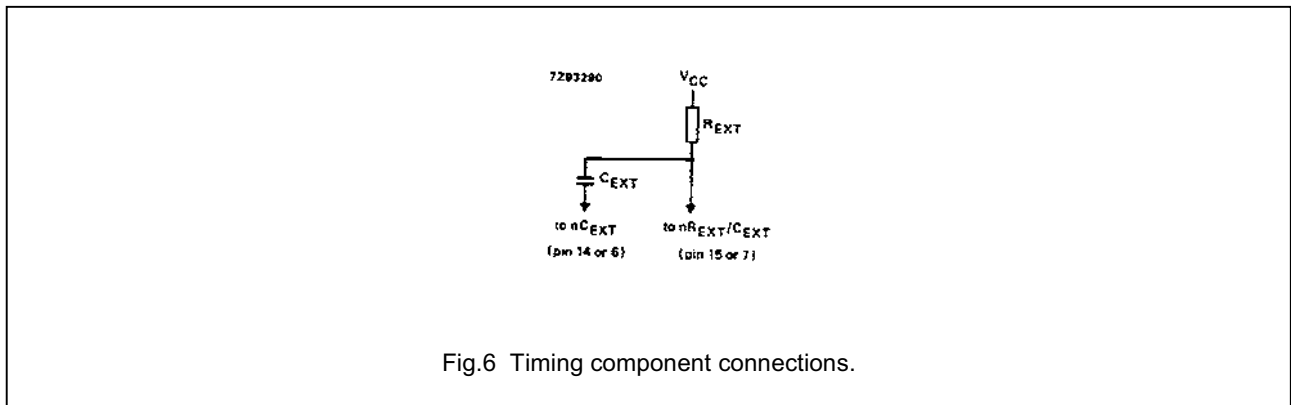 7293290
VCC
REXT
CEXT
to nCEXT
(pin 14 or 6)
to nREXT/CEXT
(pin 15 or 7)
Fig.6 Timing component connections.